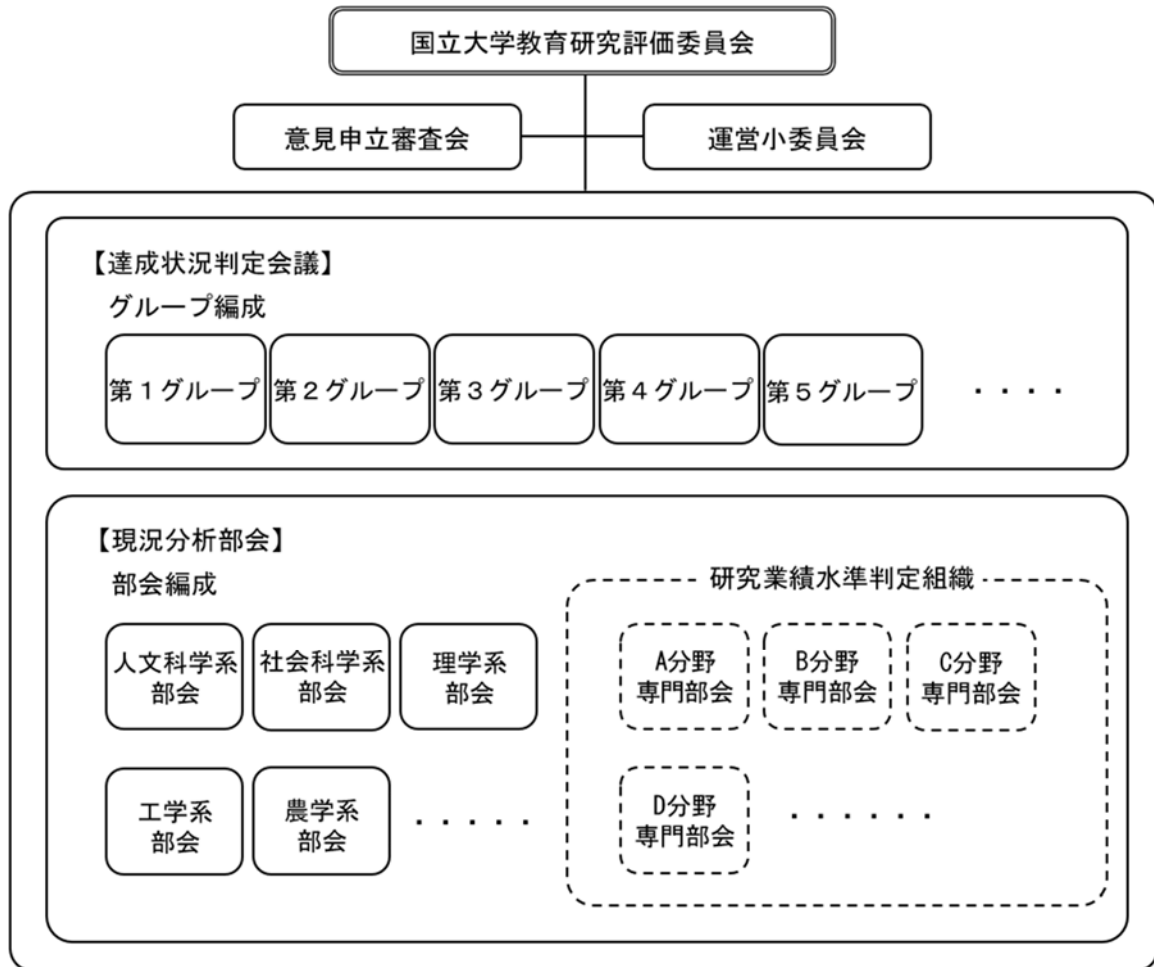 国立大学教育研究評価委員会
意見申立審査会
運営小委員会
【達成状況判定会議】
グループ編成
第１グループ
第２グループ
第３グループ
第４グループ
第５グループ
・・・・
【現況分析部会】
部会編成
研究業績水準判定組織
人文科学系
部会
社会科学系
部会
理学系
部会
A分野
専門部会
B分野
専門部会
C分野
専門部会
工学系
部会
農学系
部会
・・・・・
D分野
専門部会
・・・・・・